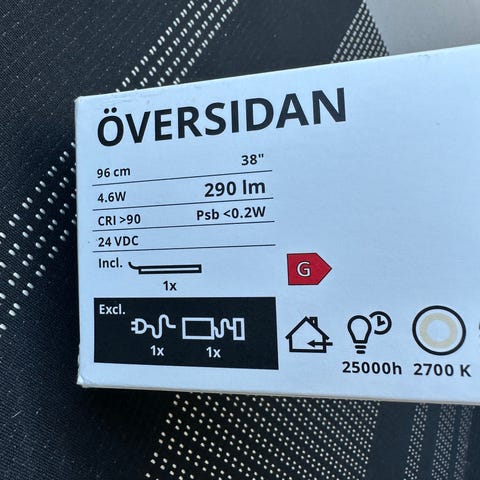 ÖVERSIDAN
96 cm 38"
4.6W 290 lm
CRI >90 Psb <0.2W
24 VDC
Incl.
1x
G
Excl.
1x 1x
25000h 2700 K